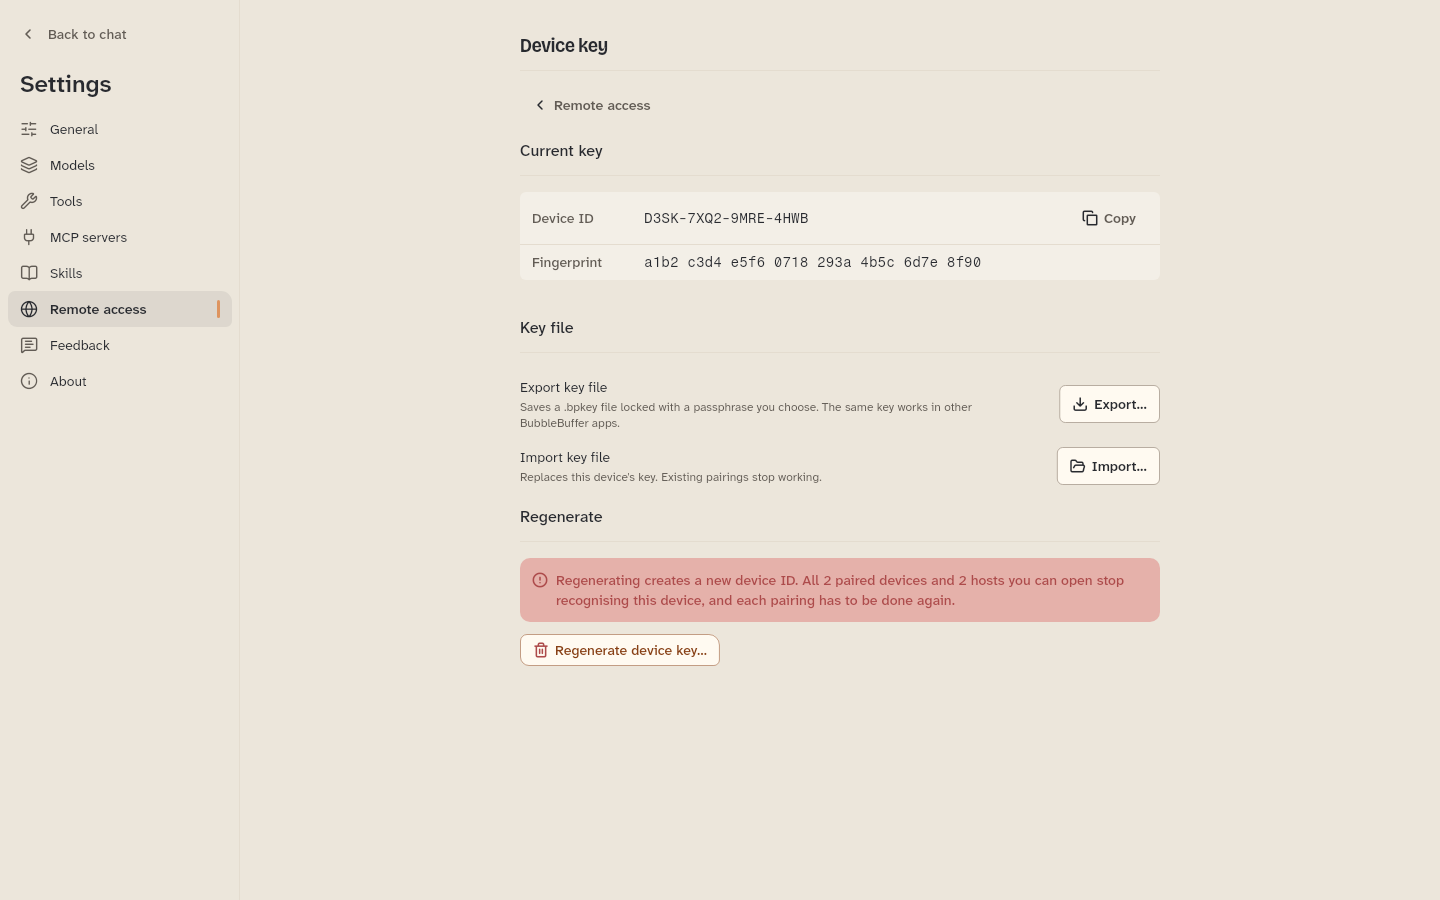 Back to chat
Settings
General
Models
Tools
MCP servers
Skills
Remote access
Feedback
About
Device key
Remote access
Current key
Device ID D3SK-7XQ2-9MRE-4HWB Copy
Fingerprint a1b2 c3d4 e5f6 0718 293a 4b5c 6d7e 8f90
Key file
Export key file
Saves a .bpkey file locked with a passphrase you choose. The same key works in other
BubbleBuffer apps.
Export…
Import key file
Replaces this device's key. Existing pairings stop working.
Import…
Regenerate
Regenerating creates a new device ID. All 2 paired devices and 2 hosts you can open stop
recognising this device, and each pairing has to be done again.
Regenerate device key…